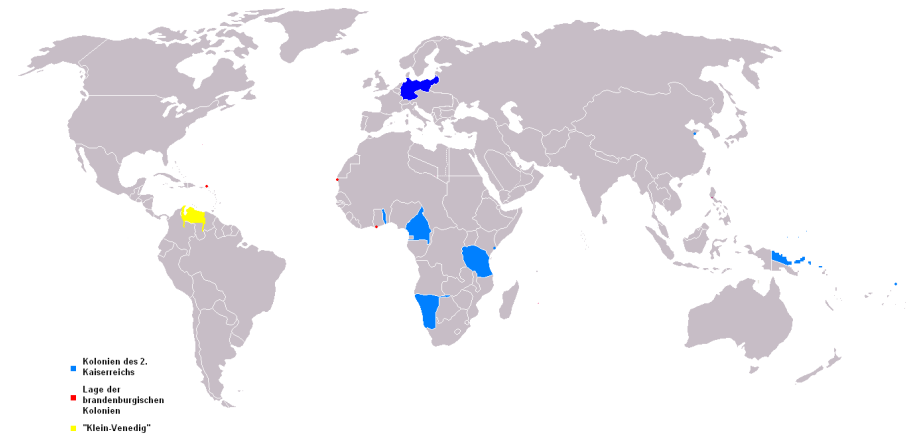 Kolonien des 2.
Kaiserreichs
Lage der
brandenburgischen
Kolonien
"Klein-Venedig"